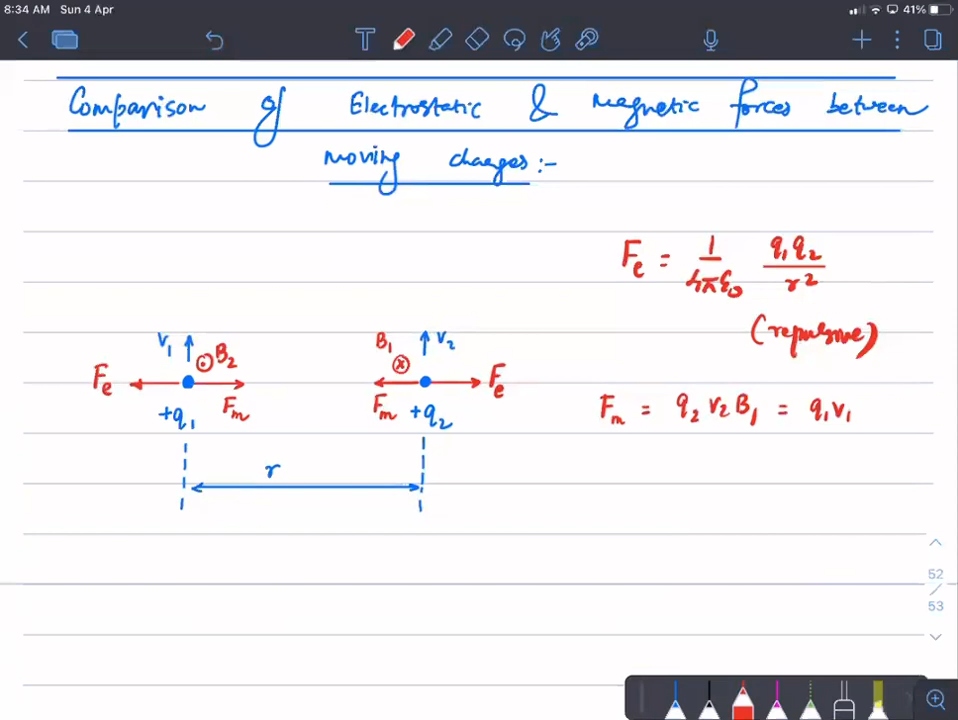 8:34 AM Sun 4 Apr
41%
Comparison of Electrostatic & Magnetic forces between
moving charges :-
Fe = 1/4πε₀ q₁q₂/r²
(repulsive)
v₁ B₂ B₁ v₂
Fe Fm Fm Fe
+q₁ +q₂
Fm = q₂ v₂ B₁ = q₁ v₁
r
52
/
53